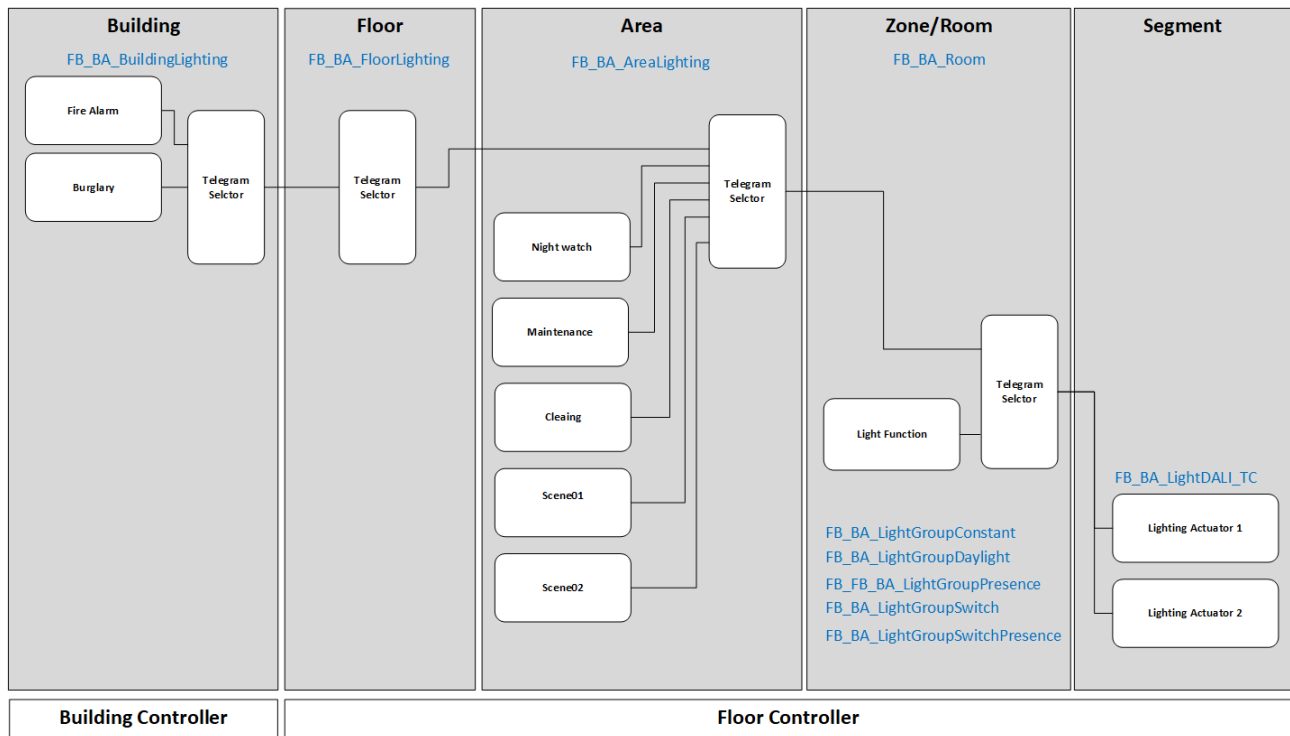 Building
FB_BA_BuildingLighting
Fire Alarm
Burglary
Telegram
Selctor
Floor
FB_BA_FloorLighting
Telegram
Selctor
Area
FB_BA_AreaLighting
Telegram
Selctor
Night watch
Maintenance
Cleaing
Scene01
Scene02
Zone/Room
FB_BA_Room
Telegram
Selctor
Light Function
FB_BA_LightGroupConstant
FB_BA_LightGroupDaylight
FB_FB_BA_LightGroupPresence
FB_BA_LightGroupSwitch
FB_BA_LightGroupSwitchPresence
Segment
FB_BA_LightDALI_TC
Lighting Actuator 1
Lighting Actuator 2
Building Controller
Floor Controller